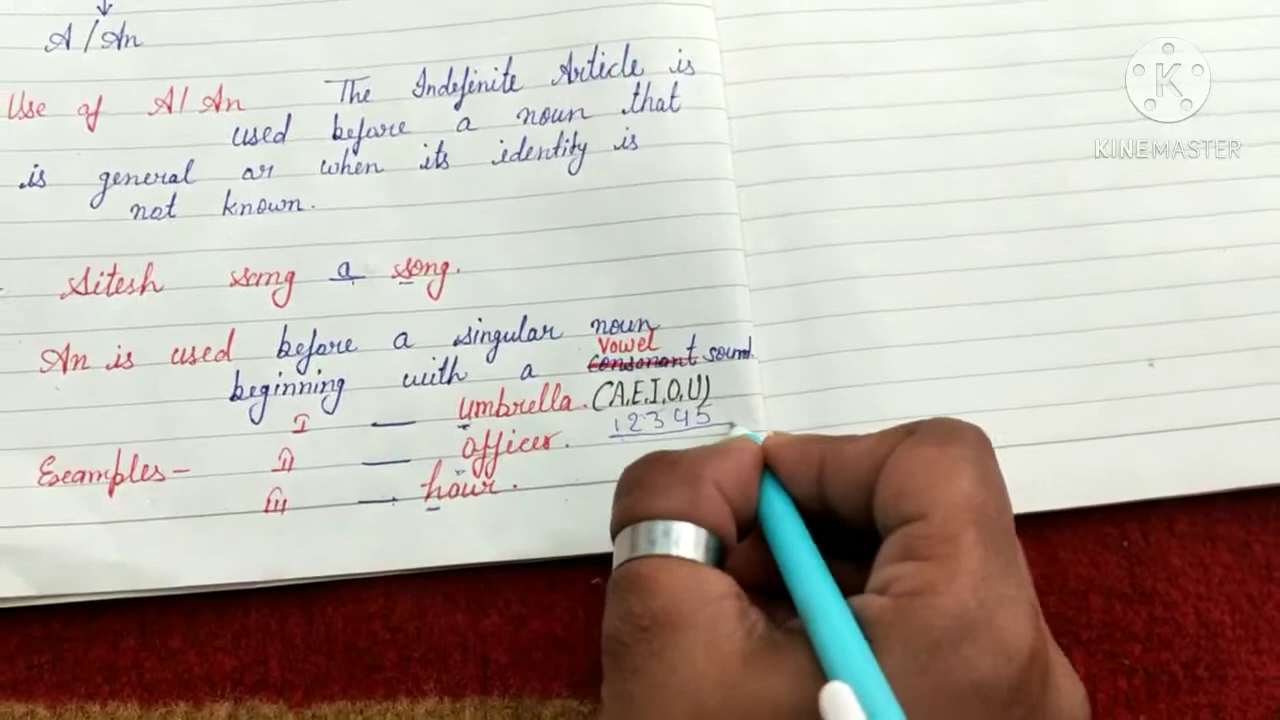 A/An
Use of A/An The Indefinite Article is
used before a noun that
is general or when its identity is
not known.
Sitesh sang a song.
An is used before a singular noun
Vowel
beginning with a consonant sound.
I — umbrella. (A,E,I,O,U)
1 2 3 4 5
Examples – II — officer.
III — hour.
K
KINEMASTER